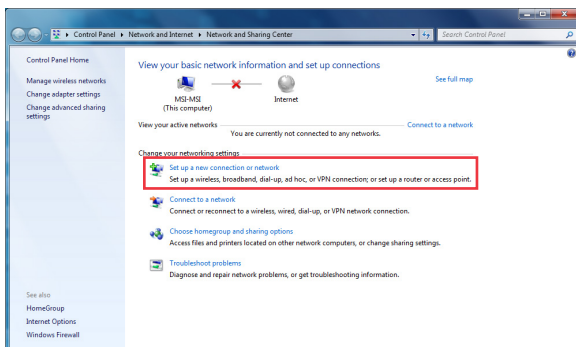 Control Panel ▸ Network and Internet ▸ Network and Sharing Center
Search Control Panel
Control Panel Home
Manage wireless networks
Change adapter settings
Change advanced sharing
settings
See also
HomeGroup
Internet Options
Windows Firewall
View your basic network information and set up connections
See full map
MSI-MSI
(This computer)
Internet
View your active networks
Connect to a network
You are currently not connected to any networks.
Change your networking settings
Set up a new connection or network
Set up a wireless, broadband, dial-up, ad hoc, or VPN connection; or set up a router or access point.
Connect to a network
Connect or reconnect to a wireless, wired, dial-up, or VPN network connection.
Choose homegroup and sharing options
Access files and printers located on other network computers, or change sharing settings.
Troubleshoot problems
Diagnose and repair network problems, or get troubleshooting information.